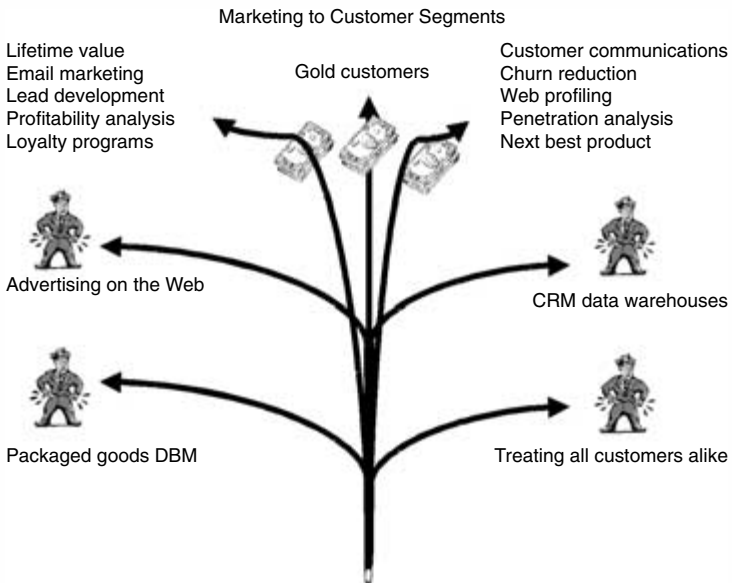 Marketing to Customer Segments
Lifetime value
Email marketing
Lead development
Profitability analysis
Loyalty programs
Gold customers
Customer communications
Churn reduction
Web profiling
Penetration analysis
Next best product
Advertising on the Web
CRM data warehouses
Packaged goods DBM
Treating all customers alike